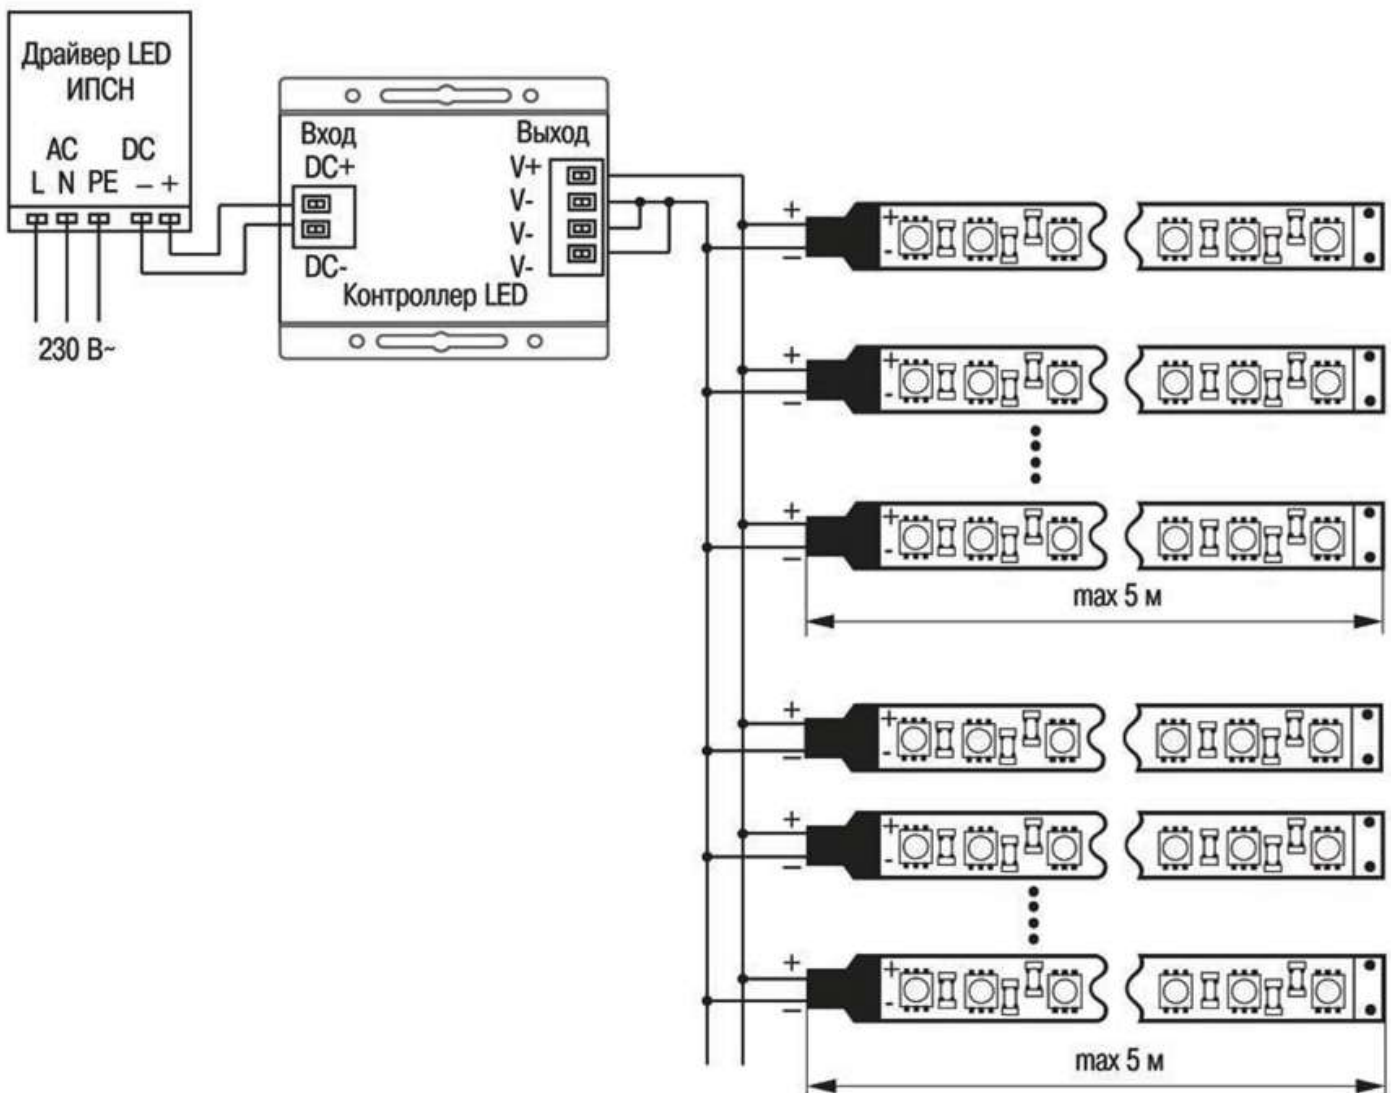 Драйвер LED
ИПСН
AC DC
L N PE – +
230 В~
Вход
DC+
DC-
Выход
V+
V-
V-
V-
Контроллер LED
+ +
– -
+ +
– -
+ +
– -
max 5 м
+ +
– -
+ +
– -
+ +
– -
max 5 м